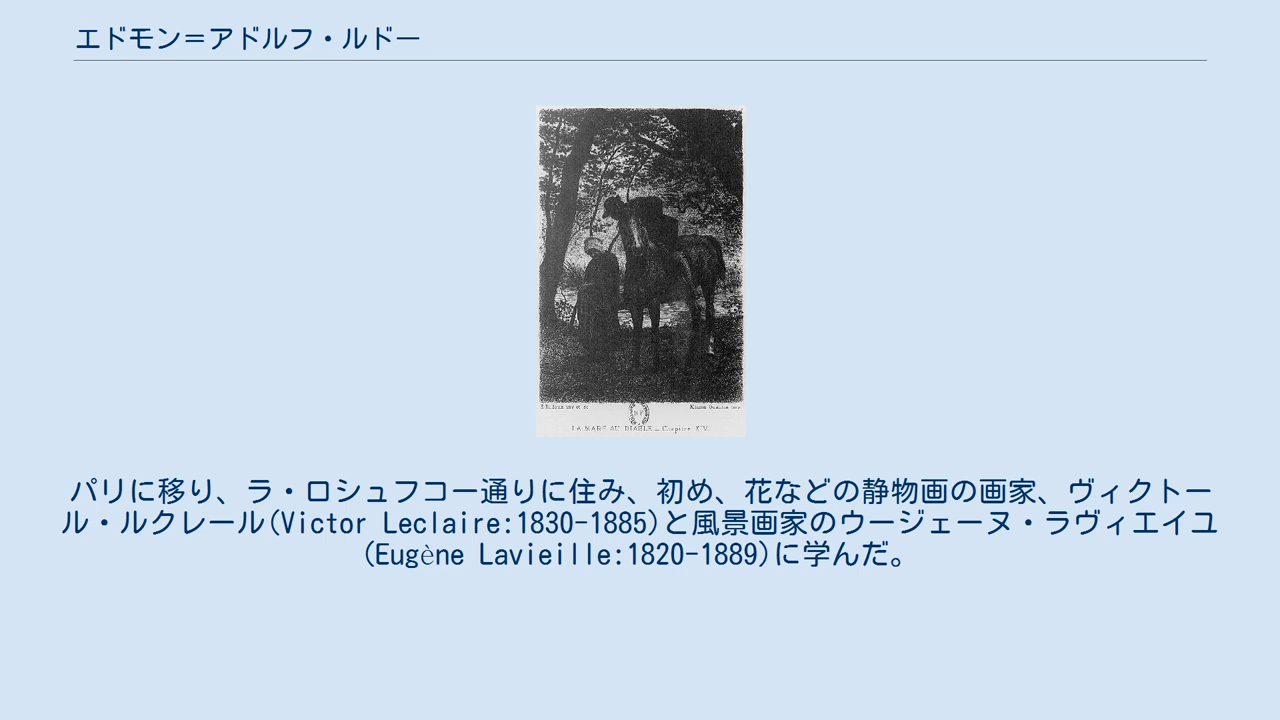 エドモン＝アドルフ・ルドー
LA MARE AU DIABLE _ Chapitre XIV.
パリに移り、ラ・ロシュフコー通りに住み、初め、花などの静物画の画家、ヴィクトー
ル・ルクレール(Victor Leclaire:1830-1885)と風景画家のウージェーヌ・ラヴィエイユ
(Eugène Lavieille:1820-1889)に学んだ。